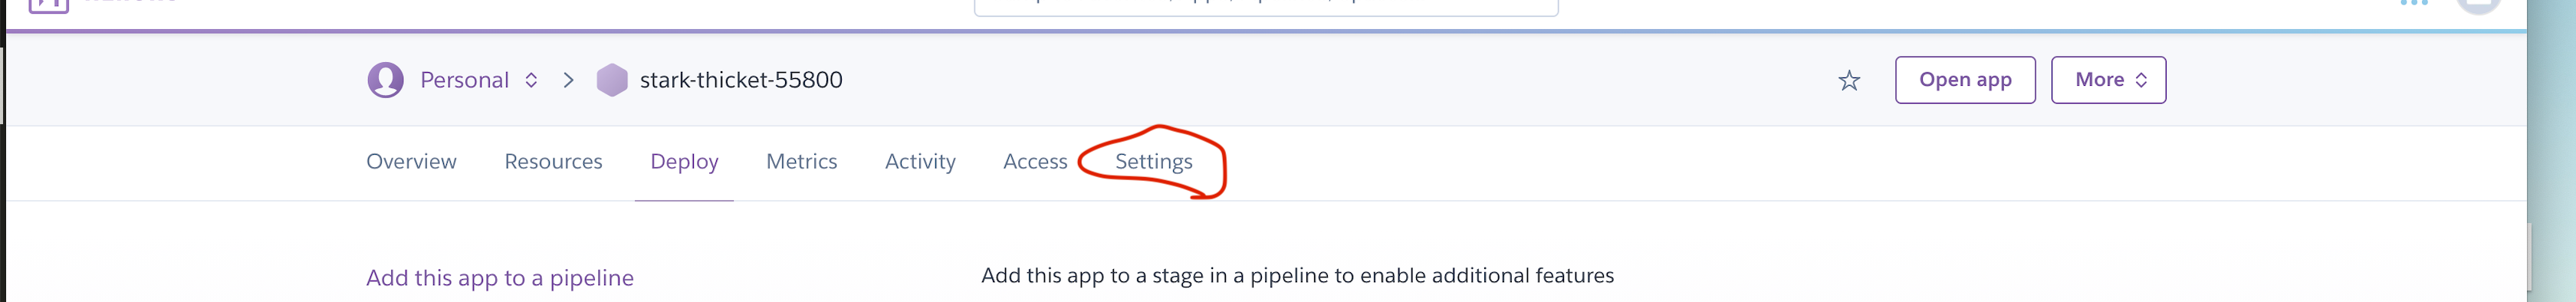 Personal
stark-thicket-55800
Open app
More
Overview Resources Deploy Metrics Activity Access Settings
Add this app to a pipeline
Add this app to a stage in a pipeline to enable additional features